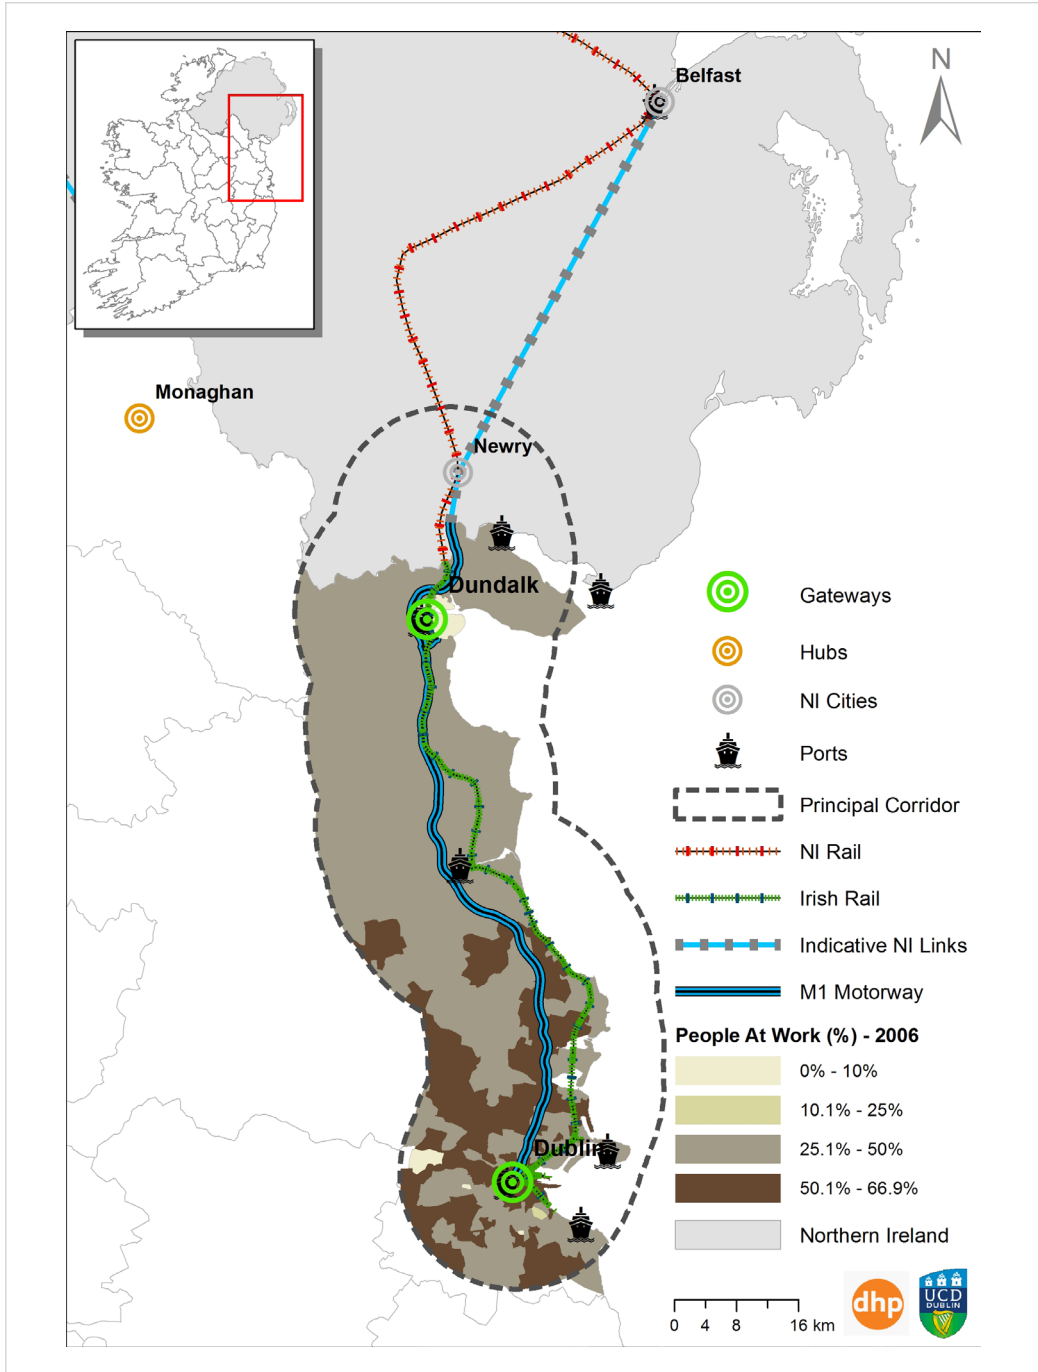 N
Belfast
Monaghan
Newry
Dundalk
Dublin
Gateways
Hubs
NI Cities
Ports
Principal Corridor
NI Rail
Irish Rail
Indicative NI Links
M1 Motorway
People At Work (%) - 2006
0% - 10%
10.1% - 25%
25.1% - 50%
50.1% - 66.9%
Northern Ireland
0 4 8 16 km
dhp
UCD
DUBLIN